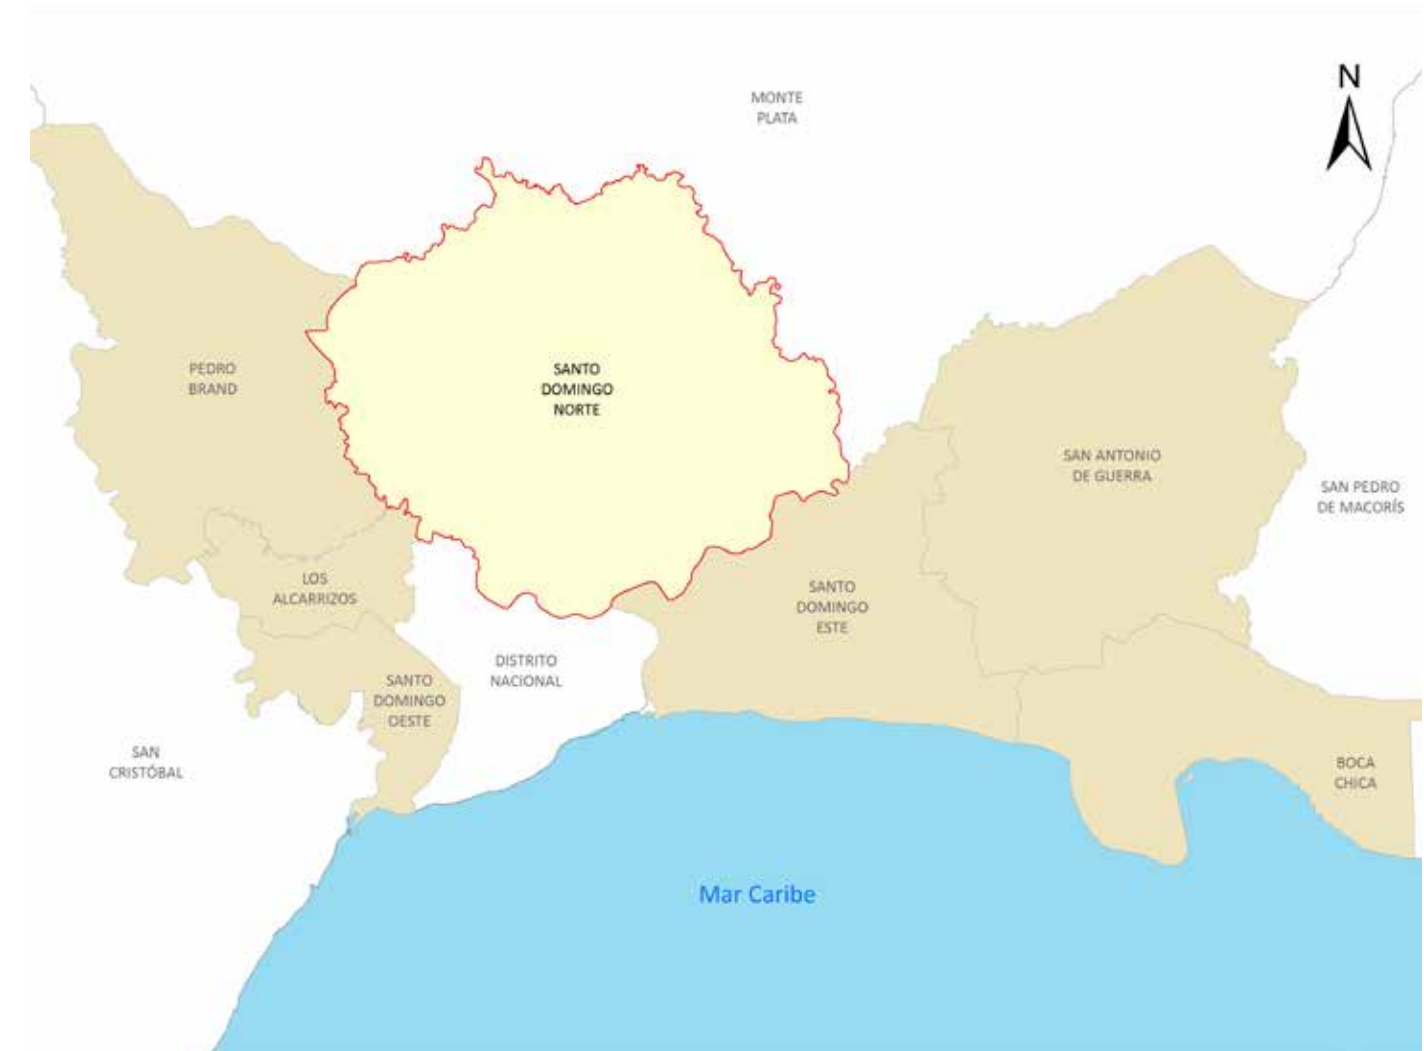 N
MONTE
PLATA
PEDRO
BRAND
SANTO
DOMINGO
NORTE
SAN ANTONIO
DE GUERRA
SAN PEDRO
DE MACORÍS
LOS
ALCARRIZOS
SANTO
DOMINGO
ESTE
DISTRITO
NACIONAL
SANTO
DOMINGO
OESTE
SAN
CRISTÓBAL
BOCA
CHICA
Mar Caribe